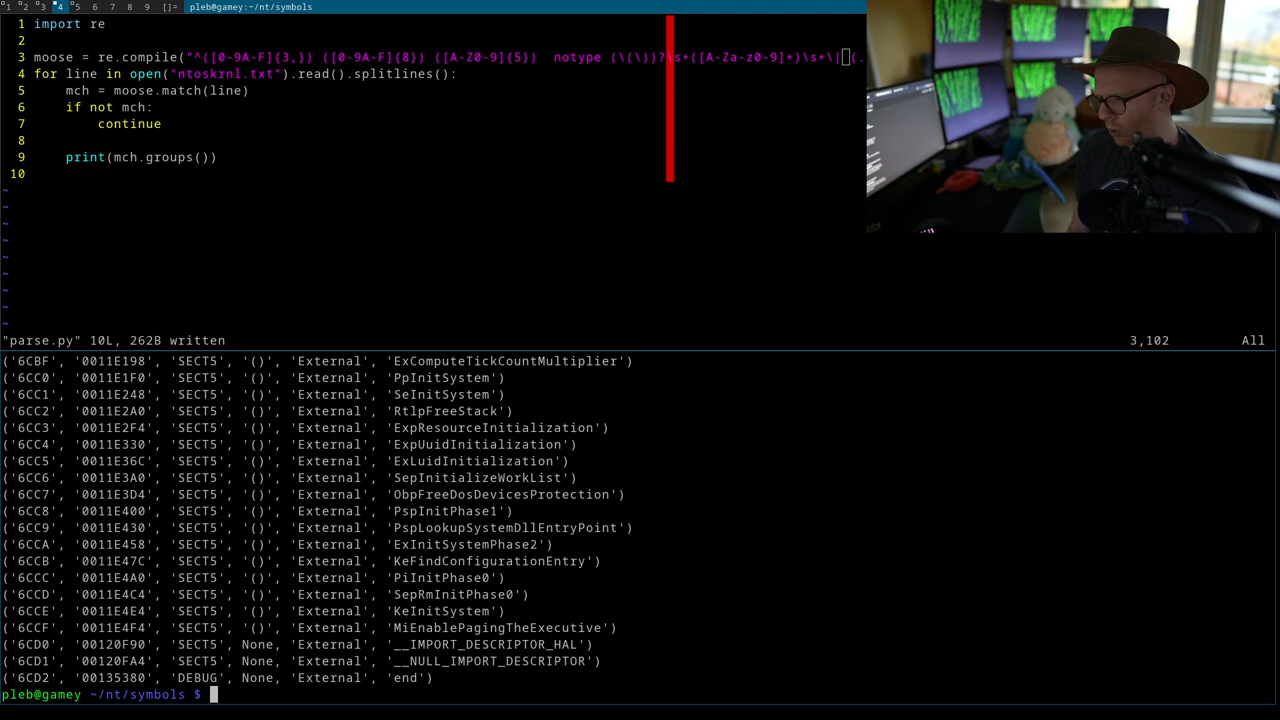 1 2 3 4 5 6 7 8 9 []= pleb@gamey:~/nt/symbols
1 import re
2
3 moose = re.compile("^([0-9A-F]{3,}) ([0-9A-F]{8}) ([A-Z0-9]{5})  notype (\(\))?\s+([A-Za-z0-9]+)\s+\| (.
4 for line in open("ntoskrnl.txt").read().splitlines():
5     mch = moose.match(line)
6     if not mch:
7         continue
8
9     print(mch.groups())
10
~
~
~
~
~
~
~
~
~
"parse.py" 10L, 262B written 3,102 All
('6CBF', '0011E198', 'SECT5', '()', 'External', 'ExComputeTickCountMultiplier')
('6CC0', '0011E1F0', 'SECT5', '()', 'External', 'PpInitSystem')
('6CC1', '0011E248', 'SECT5', '()', 'External', 'SeInitSystem')
('6CC2', '0011E2A0', 'SECT5', '()', 'External', 'RtlpFreeStack')
('6CC3', '0011E2F4', 'SECT5', '()', 'External', 'ExpResourceInitialization')
('6CC4', '0011E330', 'SECT5', '()', 'External', 'ExpUuidInitialization')
('6CC5', '0011E36C', 'SECT5', '()', 'External', 'ExLuidInitialization')
('6CC6', '0011E3A0', 'SECT5', '()', 'External', 'SepInitializeWorkList')
('6CC7', '0011E3D4', 'SECT5', '()', 'External', 'ObpFreeDosDevicesProtection')
('6CC8', '0011E400', 'SECT5', '()', 'External', 'PspInitPhase1')
('6CC9', '0011E430', 'SECT5', '()', 'External', 'PspLookupSystemDllEntryPoint')
('6CCA', '0011E458', 'SECT5', '()', 'External', 'ExInitSystemPhase2')
('6CCB', '0011E47C', 'SECT5', '()', 'External', 'KeFindConfigurationEntry')
('6CCC', '0011E4A0', 'SECT5', '()', 'External', 'PiInitPhase0')
('6CCD', '0011E4C4', 'SECT5', '()', 'External', 'SepRmInitPhase0')
('6CCE', '0011E4E4', 'SECT5', '()', 'External', 'KeInitSystem')
('6CCF', '0011E4F4', 'SECT5', '()', 'External', 'MiEnablePagingTheExecutive')
('6CD0', '00120F90', 'SECT5', None, 'External', '__IMPORT_DESCRIPTOR_HAL')
('6CD1', '00120FA4', 'SECT5', None, 'External', '__NULL_IMPORT_DESCRIPTOR')
('6CD2', '00135380', 'DEBUG', None, 'External', 'end')
pleb@gamey ~/nt/symbols $